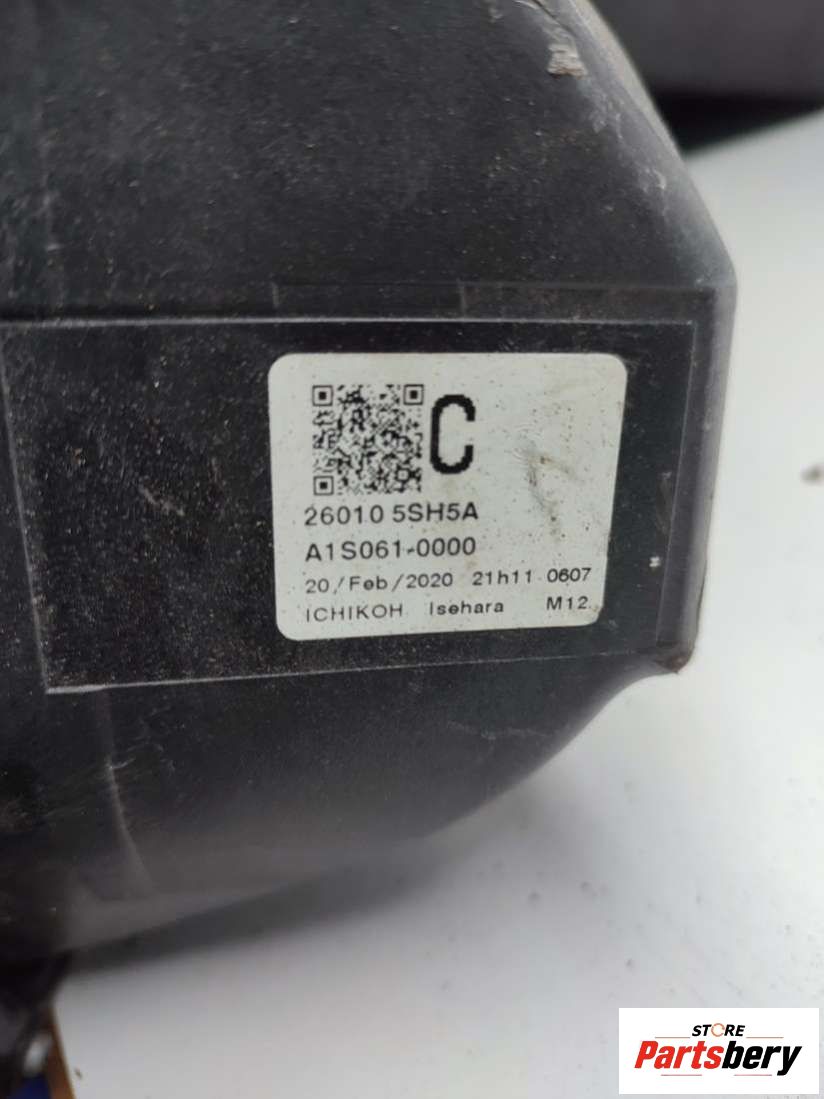 C
26010 5SH5A
A1S061-0000
20/Feb/2020 21h11 0607
ICHIKOH Isehara M12
STORE
Partsbery